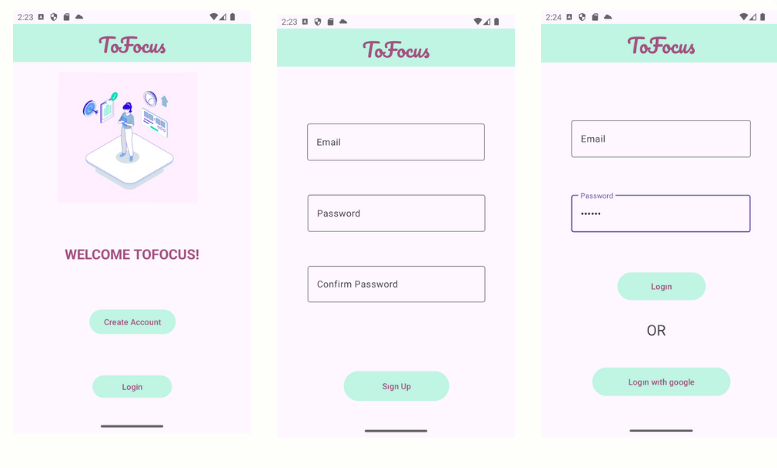 2:23
ToFocus
WELCOME TOFOCUS!
Create Account
Login
2:23
ToFocus
Email
Password
Confirm Password
Sign Up
2:24
ToFocus
Email
Password
••••••
Login
OR
Login with google